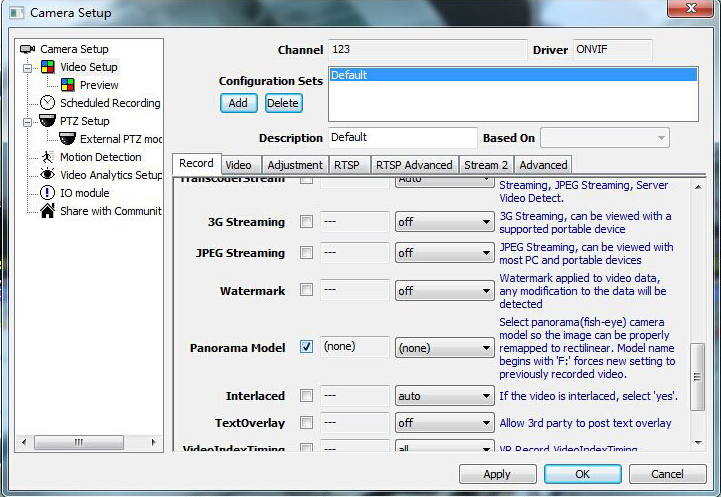 Camera Setup
Camera Setup
Video Setup
Preview
Scheduled Recording
PTZ Setup
External PTZ mod
Motion Detection
Video Analytics Setup
IO module
Share with Communit
Channel 123 Driver ONVIF
Configuration Sets Default
Add Delete
Description Default Based On
Record Video Adjustment RTSP RTSP Advanced Stream 2 Advanced
TranscoderStream Auto Streaming, JPEG Streaming, Server
Video Detect.
3G Streaming --- off 3G Streaming, can be viewed with a
supported portable device
JPEG Streaming --- off JPEG Streaming, can be viewed with
most PC and portable devices
Watermark --- off Watermark applied to video data,
any modification to the data will be
detected
Panorama Model (none) (none) Select panorama(fish-eye) camera
model so the image can be properly
remapped to rectilinear. Model name
begins with 'F:' forces new setting to
previously recorded video.
Interlaced --- auto If the video is interlaced, select 'yes'.
TextOverlay --- off Allow 3rd party to post text overlay
VideoIndexTiming --- all VP Record VideoIndexTiming
Apply OK Cancel